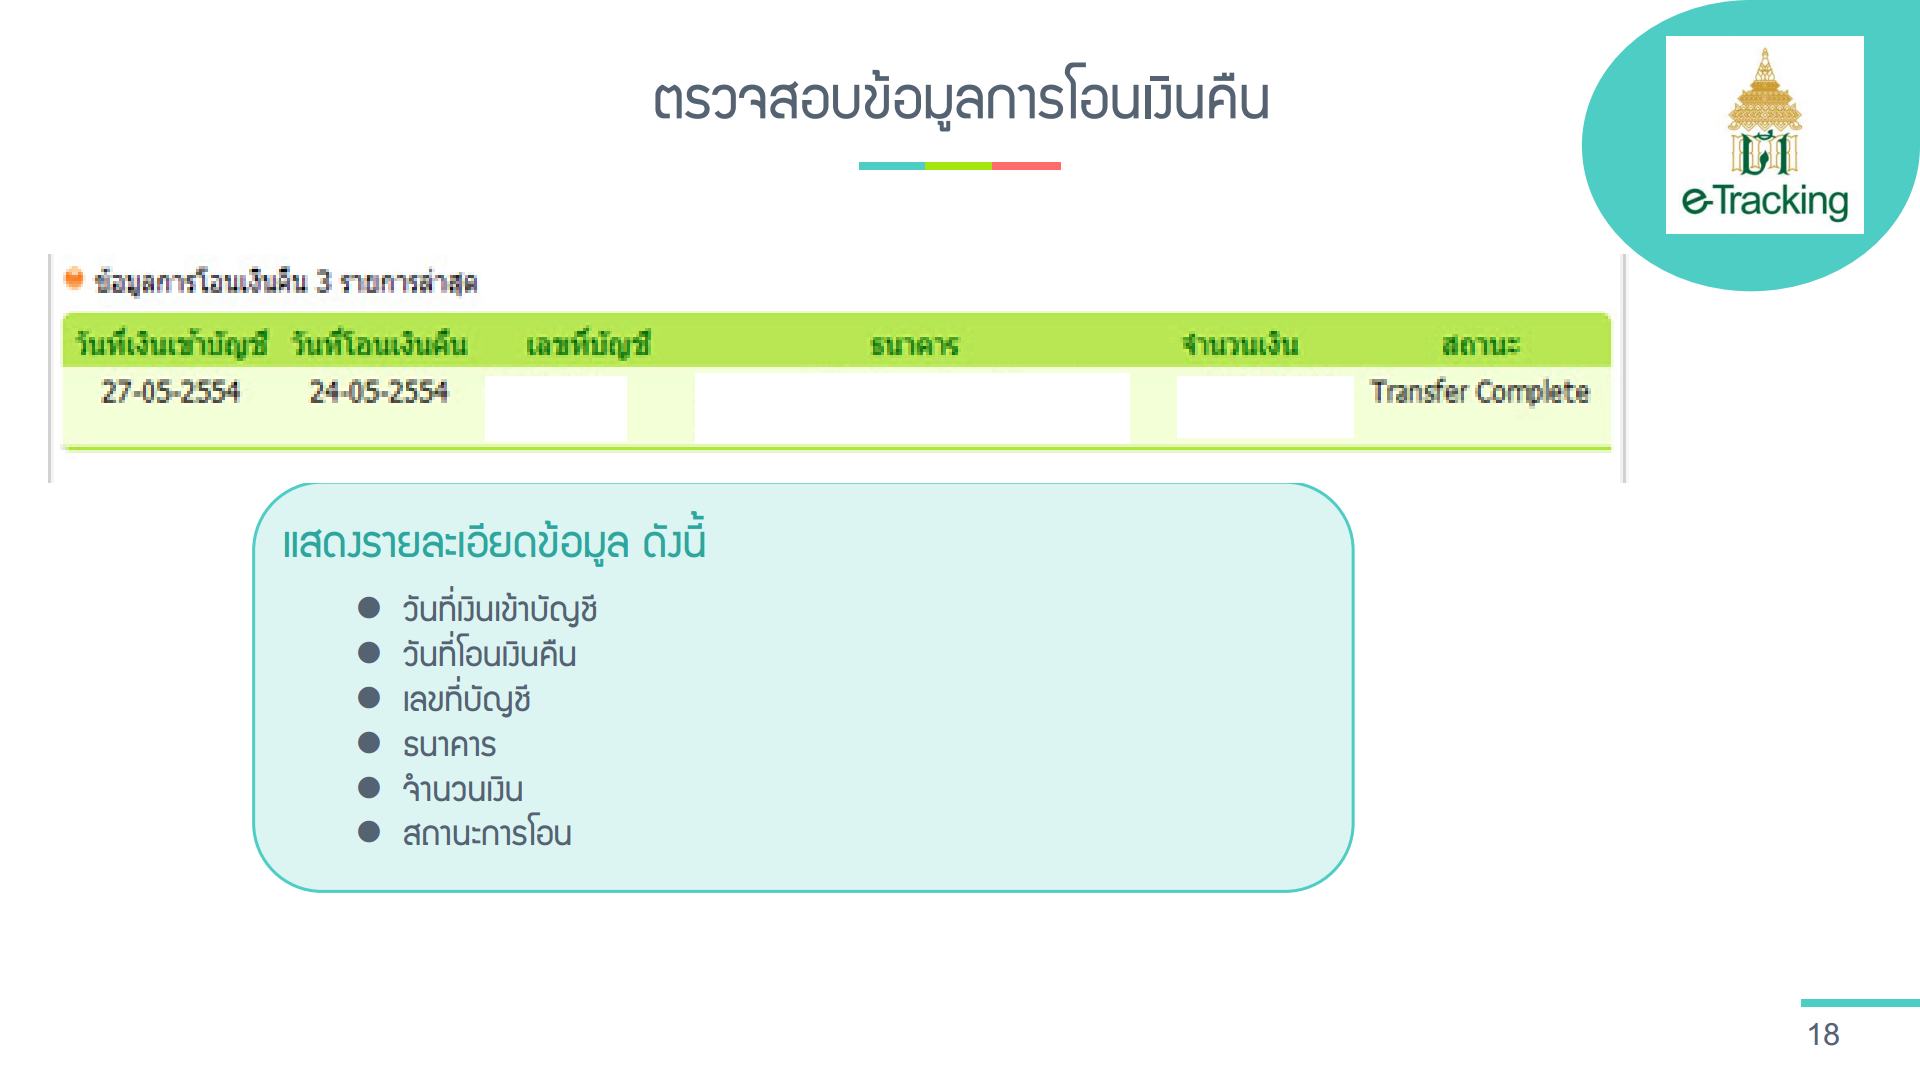 ตรวจสอบข้อมูลการโอนเงินคืน
e-Tracking
ข้อมูลการโอนเงินคืน 3 รายการล่าสุด
วันที่เงินเข้าบัญชี วันที่โอนเงินคืน เลขที่บัญชี ธนาคาร จำนวนเงิน สถานะ
27-05-2554 24-05-2554 Transfer Complete
แสดงรายละเอียดข้อมูล ดังนี้
● วันที่เงินเข้าบัญชี
● วันที่โอนเงินคืน
● เลขที่บัญชี
● ธนาคาร
● จำนวนเงิน
● สถานะการโอน
18